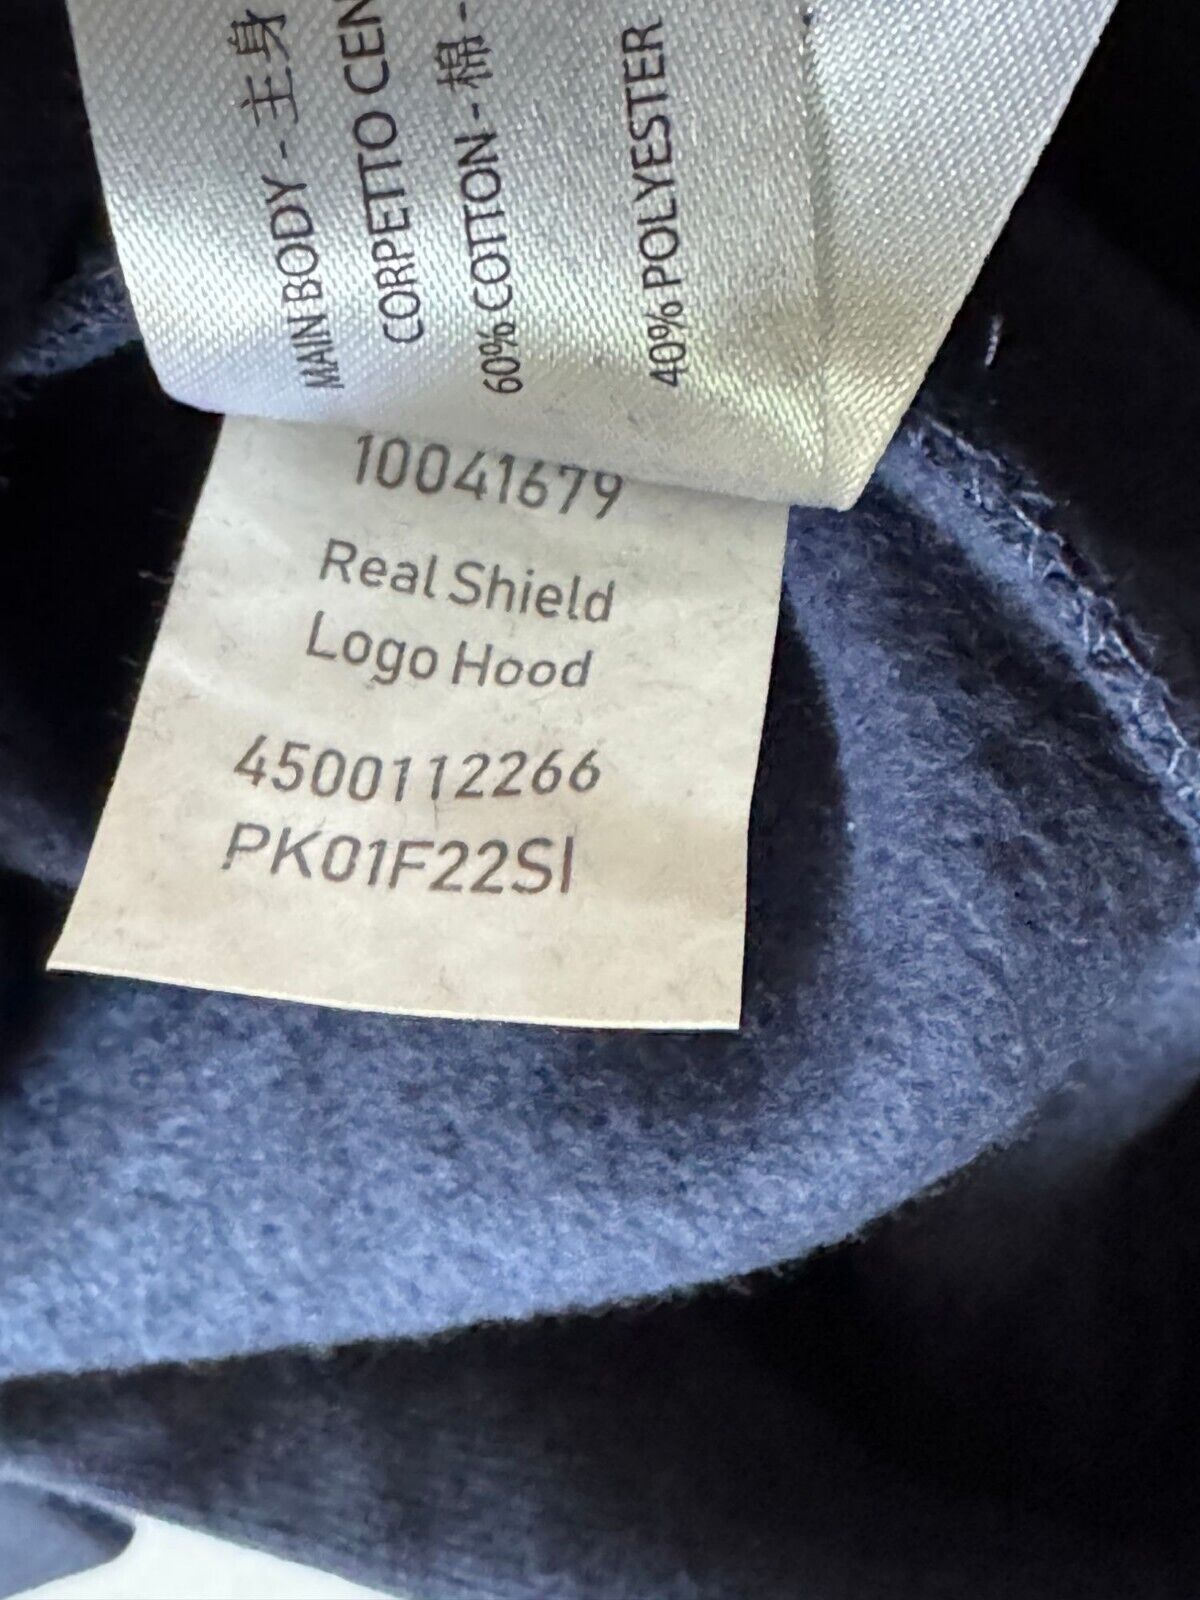 MAIN BODY - 主身
CORPETTO CEN
60% COTTON - 棉 -
40% POLYESTER
10041679
Real Shield
Logo Hood
4500112266
PK01F22SI